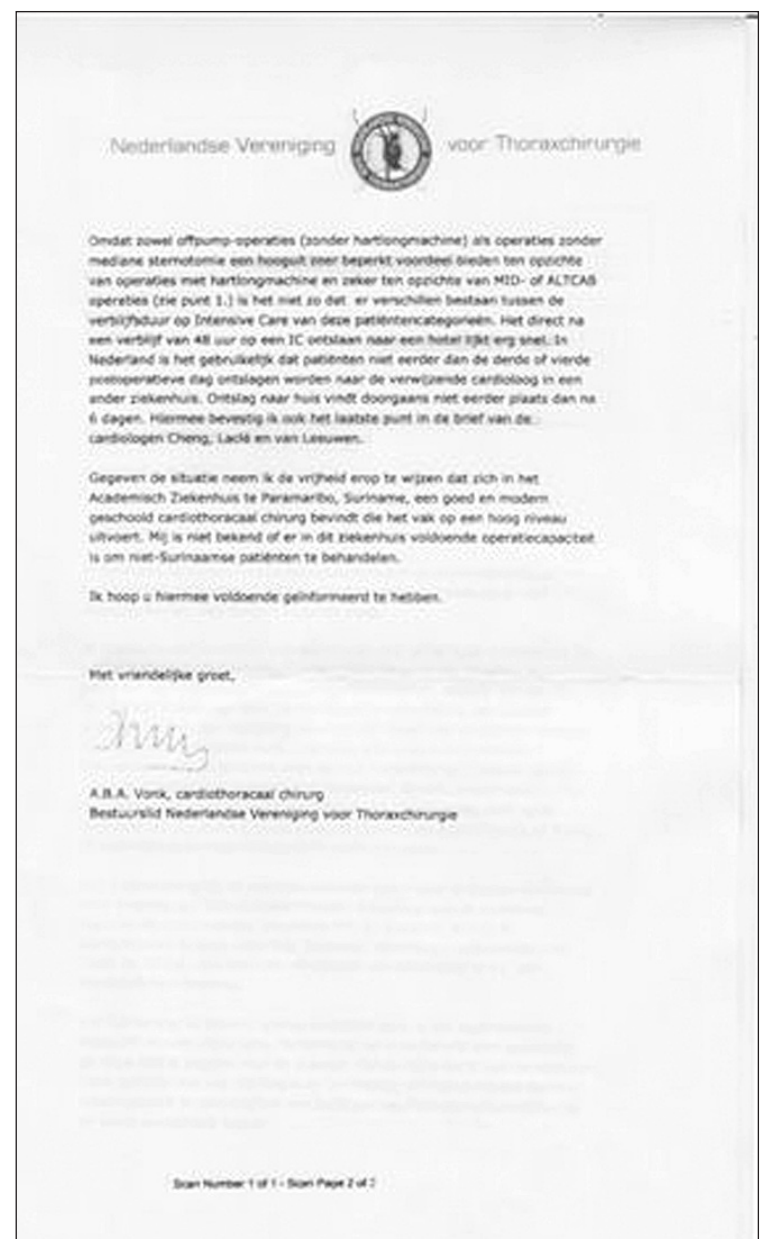 Nederlandse Vereniging voor Thoraxchirurgie
Omdat zowel offpump-operaties (zonder hartlongmachine) als operaties zonder
mediane sternotomie een hooguit zeer beperkt voordeel bieden ten opzichte
van operaties met hartlongmachine en zeker ten opzichte van MID- of ALTCAB
operaties (zie punt 1.) is het niet zo dat er verschillen bestaan tussen de
verblijfsduur op Intensive Care van deze patiëntencategorieën. Het direct na
een verblijf van 48 uur op een IC ontslaan naar een hotel lijkt erg snel. In
Nederland is het gebruikelijk dat patiënten niet eerder dan de derde of vierde
postoperatieve dag ontslagen worden naar de verwijzende cardioloog in een
ander ziekenhuis. Ontslag naar huis vindt doorgaans niet eerder plaats dan na
6 dagen. Hiermee bevestig ik ook het laatste punt in de brief van de
cardiologen Cheng, Laclé en van Leeuwen.
Gegeven de situatie neem ik de vrijheid erop te wijzen dat zich in het
Academisch Ziekenhuis te Paramaribo, Suriname, een goed en modern
geschoold cardiothoracaal chirurg bevindt die het vak op een hoog niveau
uitvoert. Mij is niet bekend of er in dit ziekenhuis voldoende operatiecapaciteit
is om niet-Surinaamse patiënten te behandelen.
Ik hoop u hiermee voldoende geïnformeerd te hebben.
Met vriendelijke groet,
A.B.A. Vonk, cardiothoracaal chirurg
Bestuurslid Nederlandse Vereniging voor Thoraxchirurgie
Scan Number 1 of 1 - Scan Page 2 of